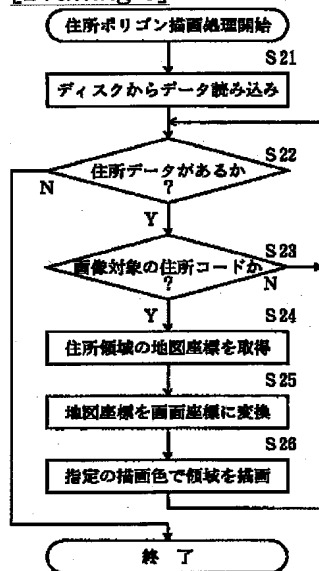 住所ポリゴン描画処理開始
S21
ディスクからデータ読み込み
S22
住所データがあるか
?
N
Y
S23
画像対象の住所コードか
?
N
Y
S24
住所領域の地図座標を取得
S25
地図座標を画面座標に変換
S26
指定の描画色で領域を描画
終 了